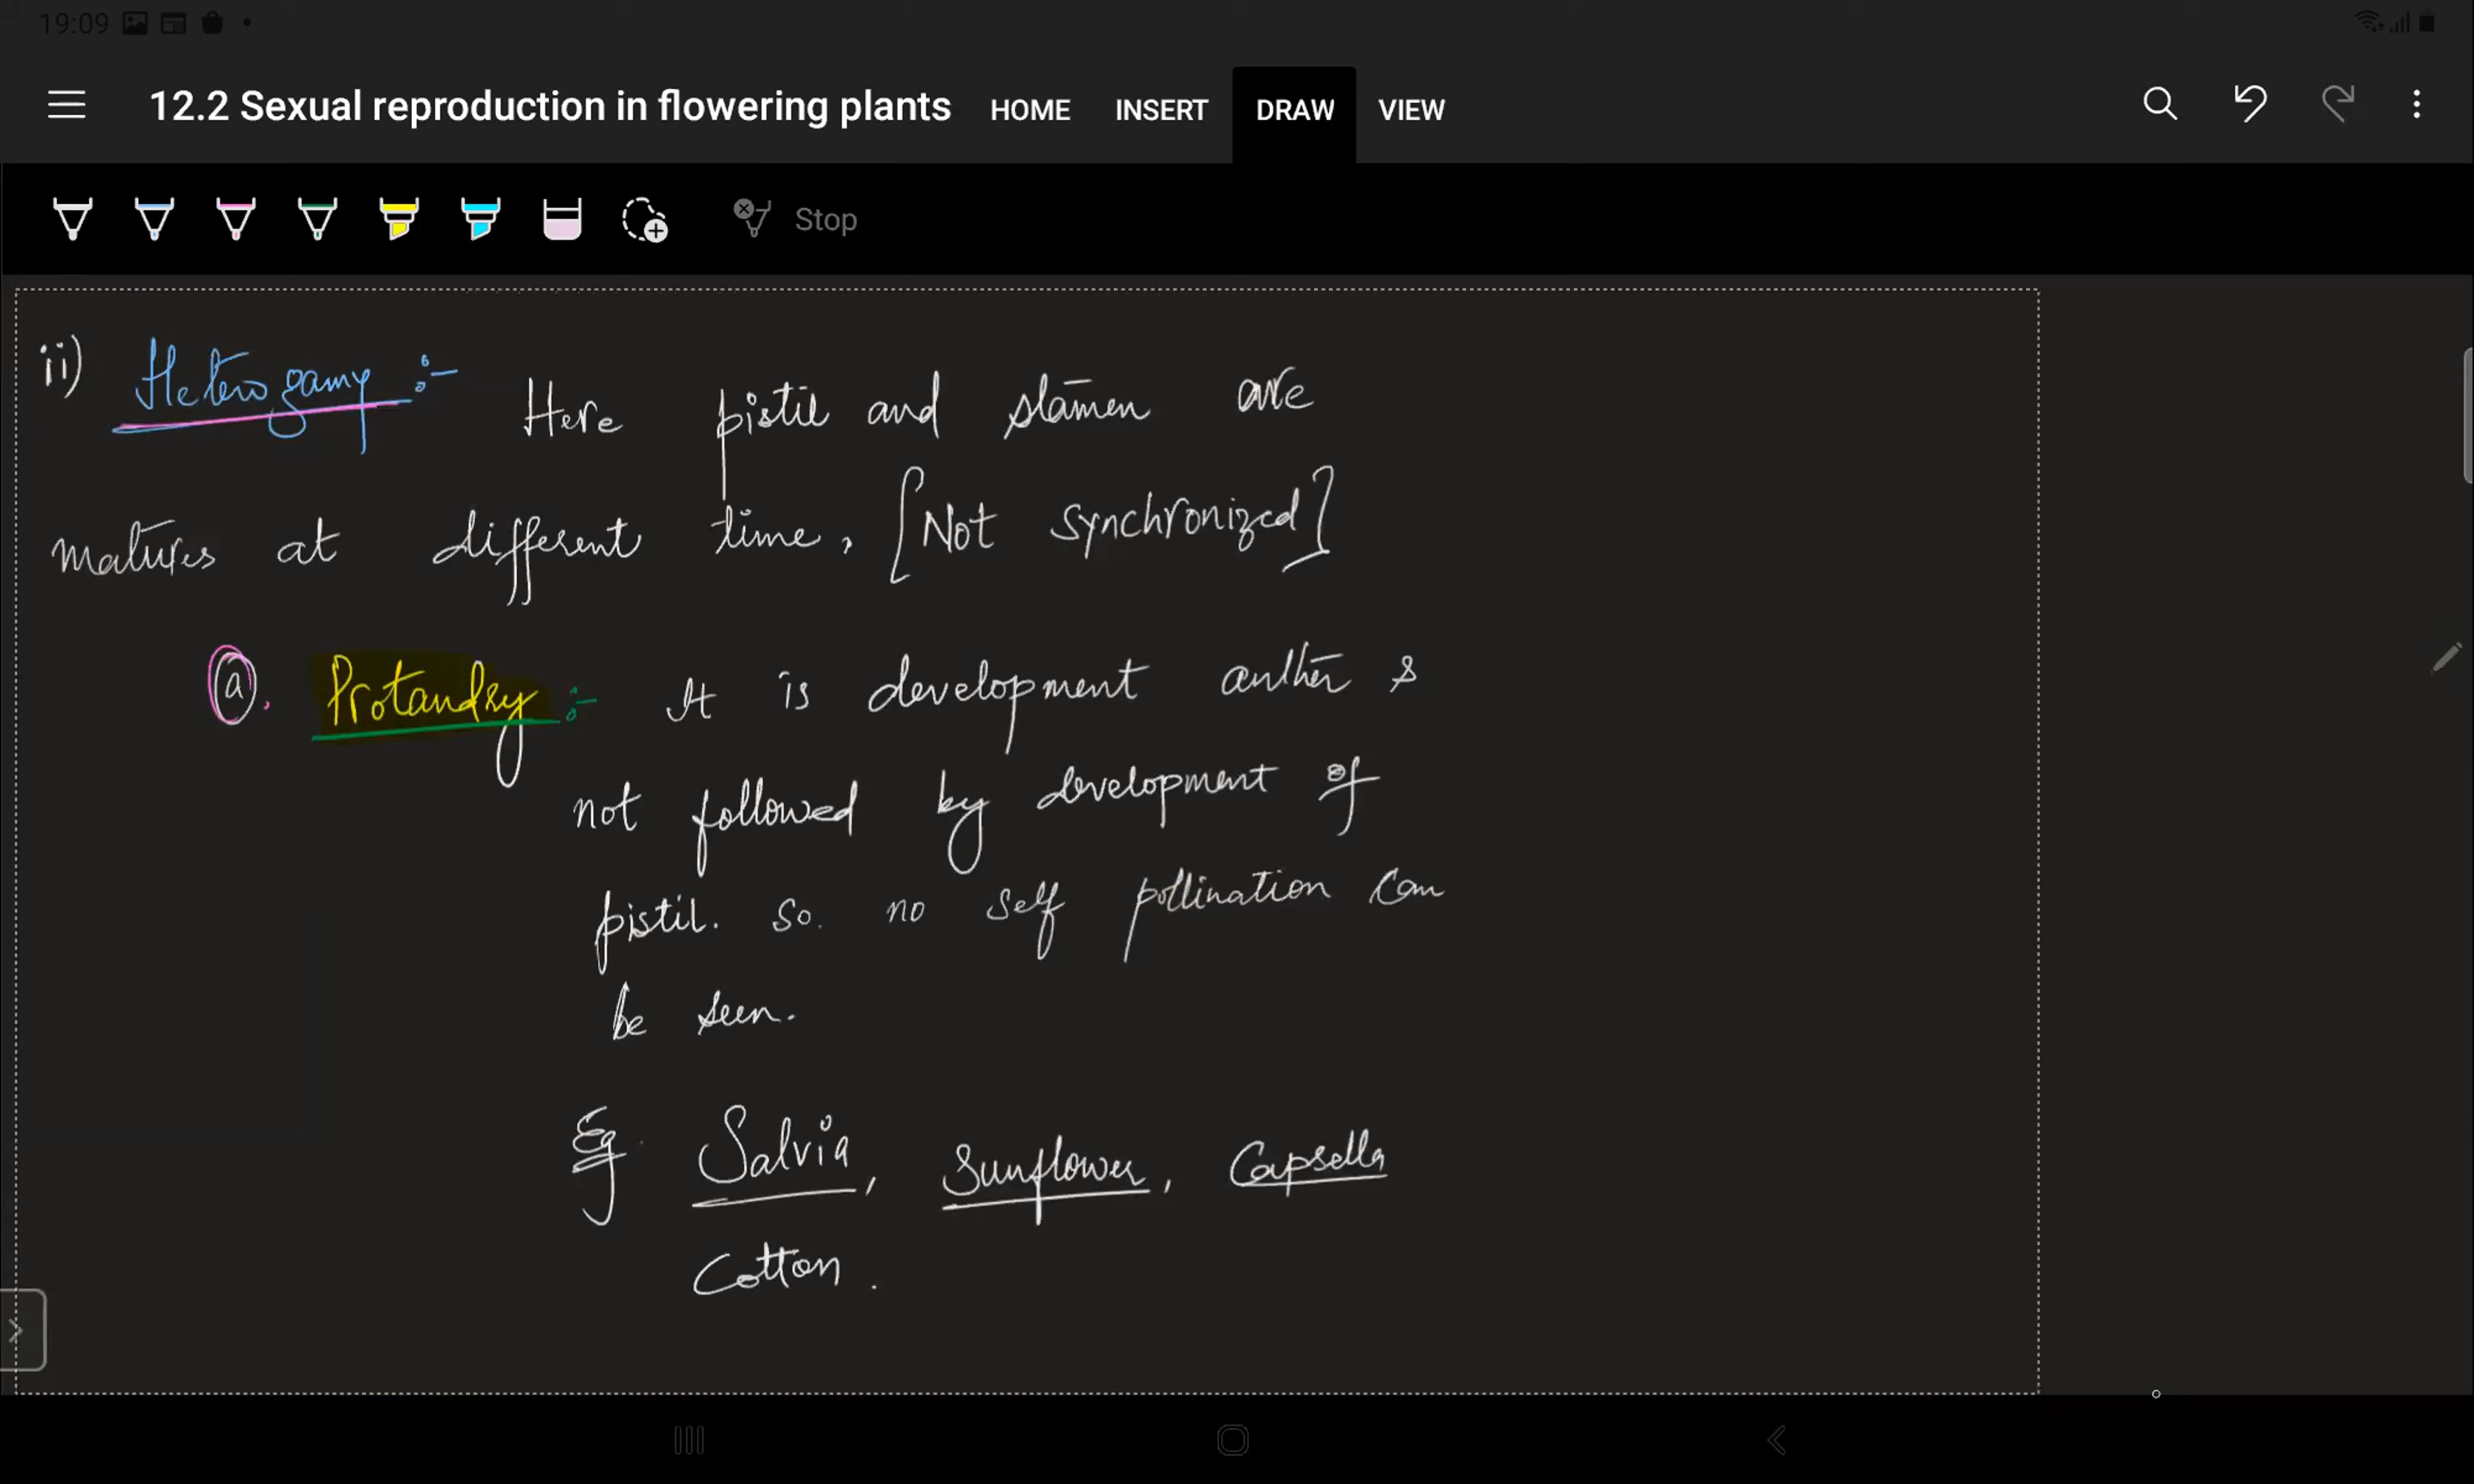 19:09
12.2 Sexual reproduction in flowering plants HOME INSERT DRAW VIEW
Stop
ii) Heterogamy :- Here pistil and stamen are
matures at different time, [Not synchronized]
a. Protandry :- It is development anther &
not followed by development of
pistil. so. no self pollination can
be seen.
Eg Salvia, Sunflower, Capsella
Cotton.